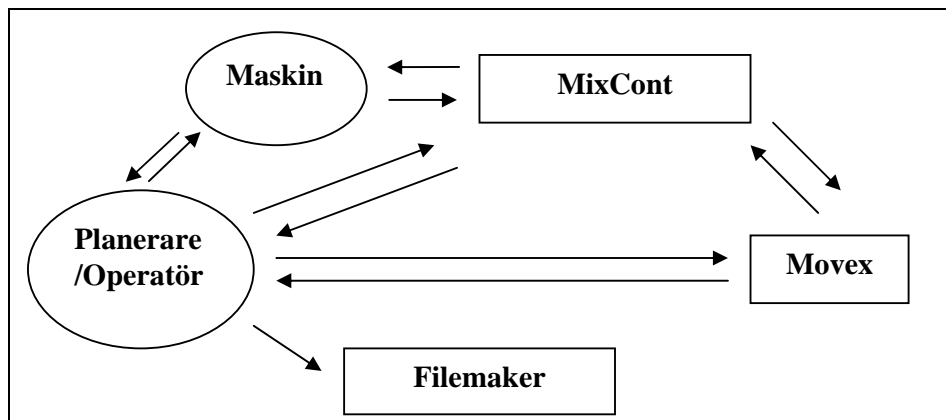 Maskin
MixCont
Planerare
/Operatör
Movex
Filemaker